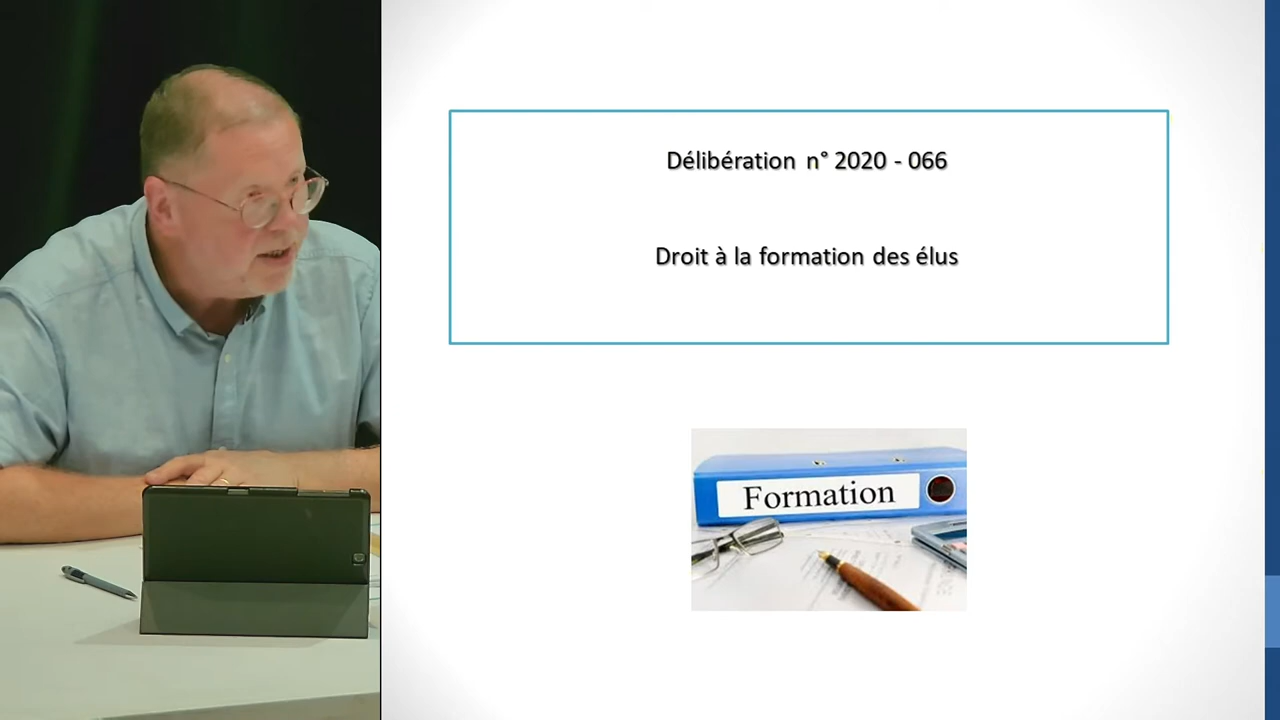 Délibération n° 2020 - 066
Droit à la formation des élus
Formation